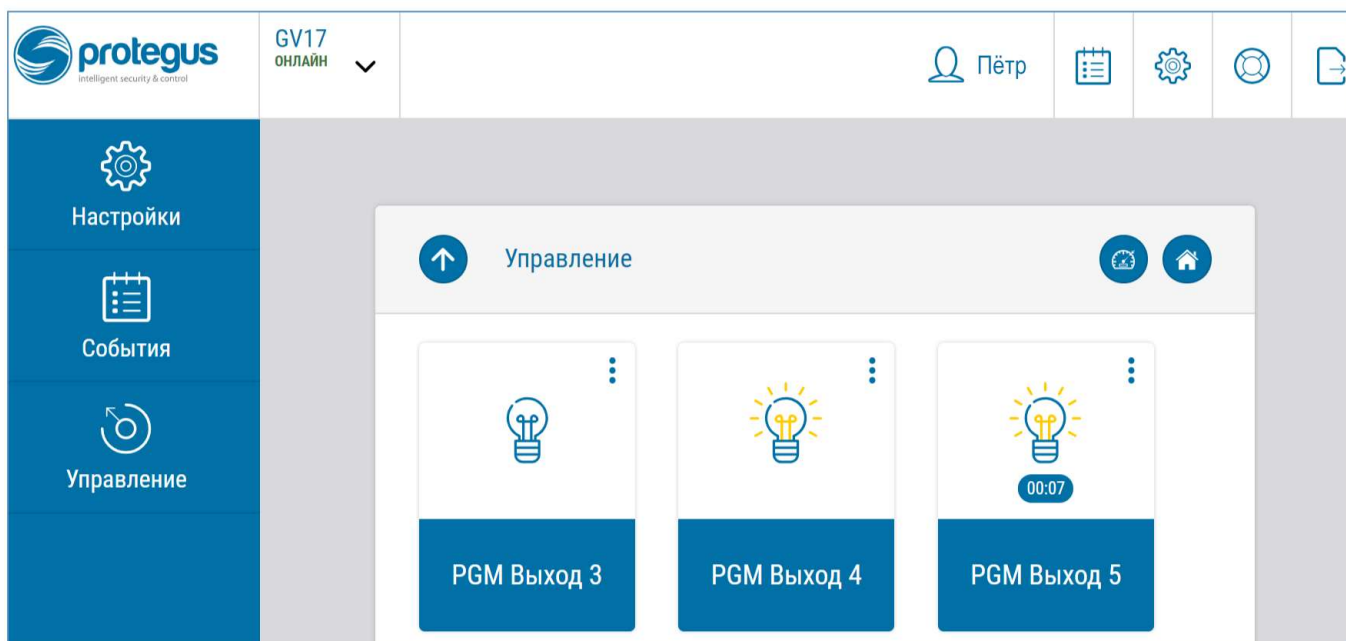 protegus
intelligent security & control
GV17
ОНЛАЙН
Пётр
Настройки
События
Управление
Управление
00:07
PGM Выход 3
PGM Выход 4
PGM Выход 5